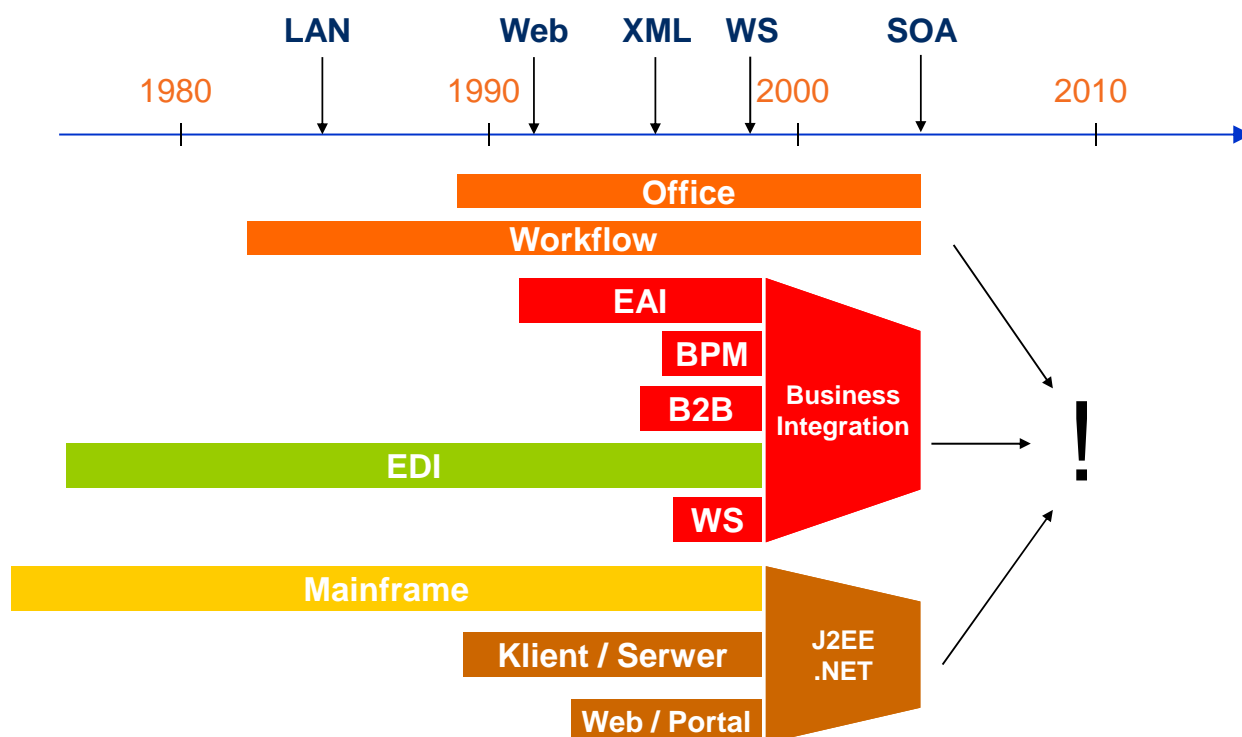 LAN Web XML WS SOA
1980 1990 2000 2010
Office
Workflow
EAI
BPM
B2B
EDI
WS
Business
Integration
!
Mainframe
Klient / Serwer
Web / Portal
J2EE
.NET